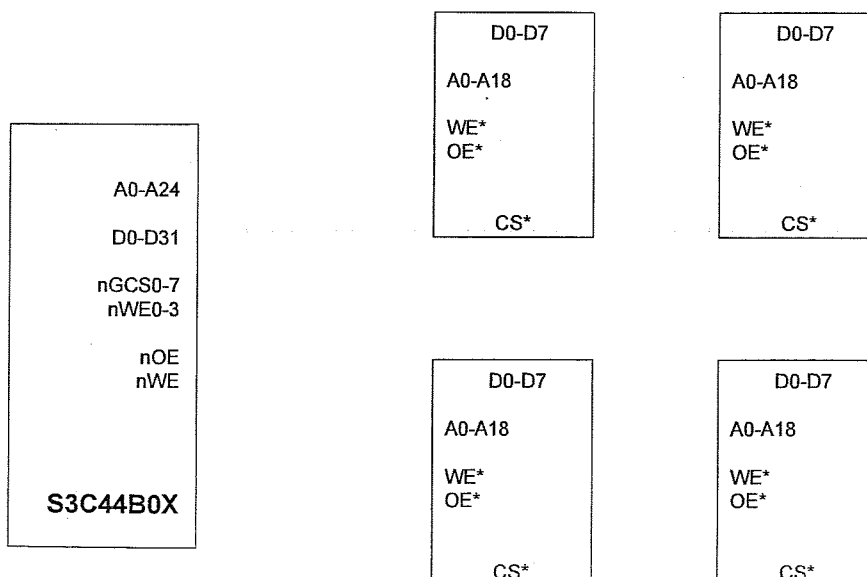 A0-A24
D0-D31
nGCS0-7
nWE0-3
nOE
nWE
S3C44B0X
D0-D7
A0-A18
WE*
OE*
CS*
D0-D7
A0-A18
WE*
OE*
CS*
D0-D7
A0-A18
WE*
OE*
CS*
D0-D7
A0-A18
WE*
OE*
CS*